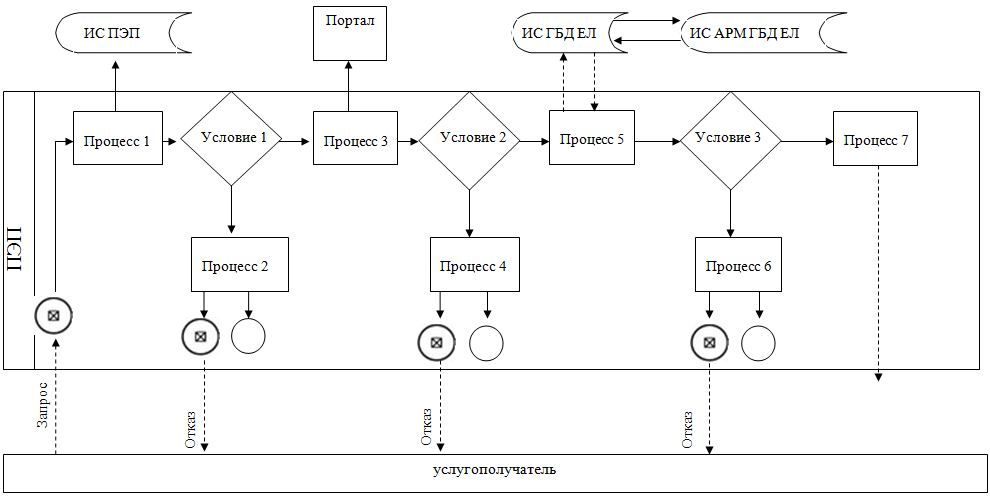 ИС ПЭП
Портал
ИС ГБД ЕЛ
ИС АРМ ГБД ЕЛ
Процесс 1
Условие 1
Процесс 3
Условие 2
Процесс 5
Условие 3
Процесс 7
ПЭП
Процесс 2
Процесс 4
Процесс 6
Запрос
Отказ
Отказ
Отказ
услугополучатель